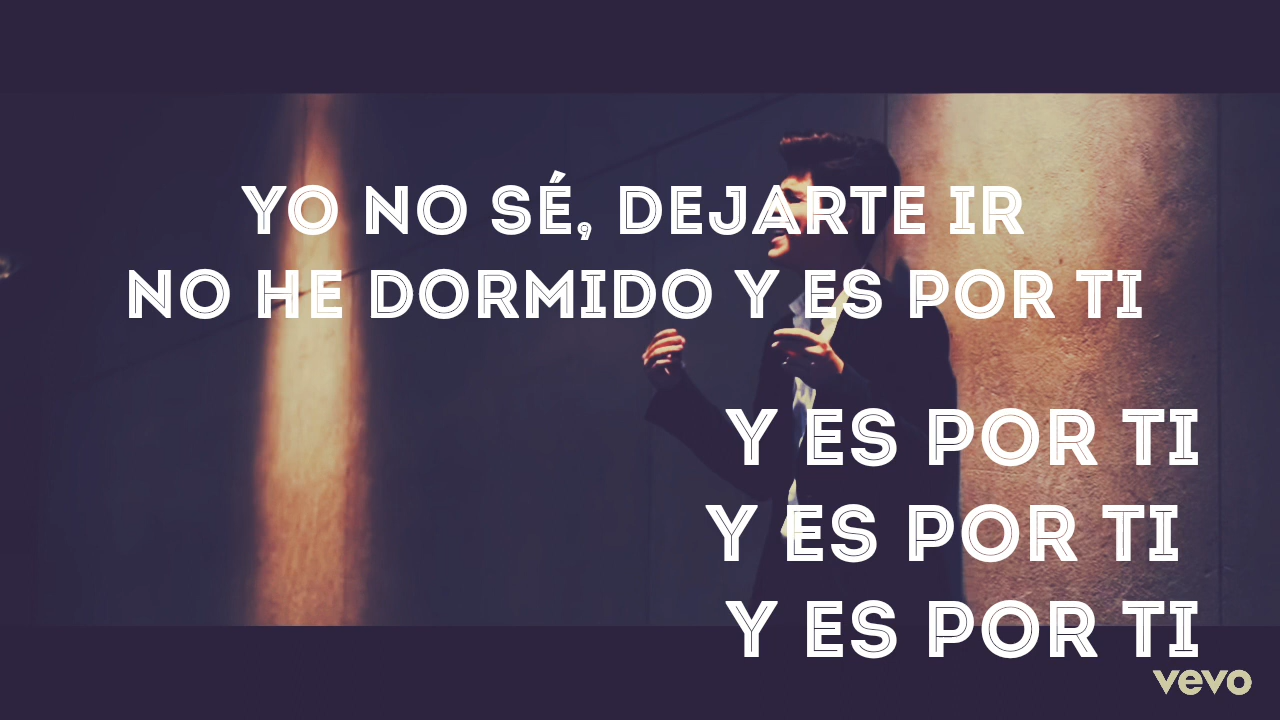 YO NO SÉ, DEJARTE IR
NO HE DORMIDO Y ES POR TI
Y ES POR TI
Y ES POR TI
Y ES POR TI
vevo